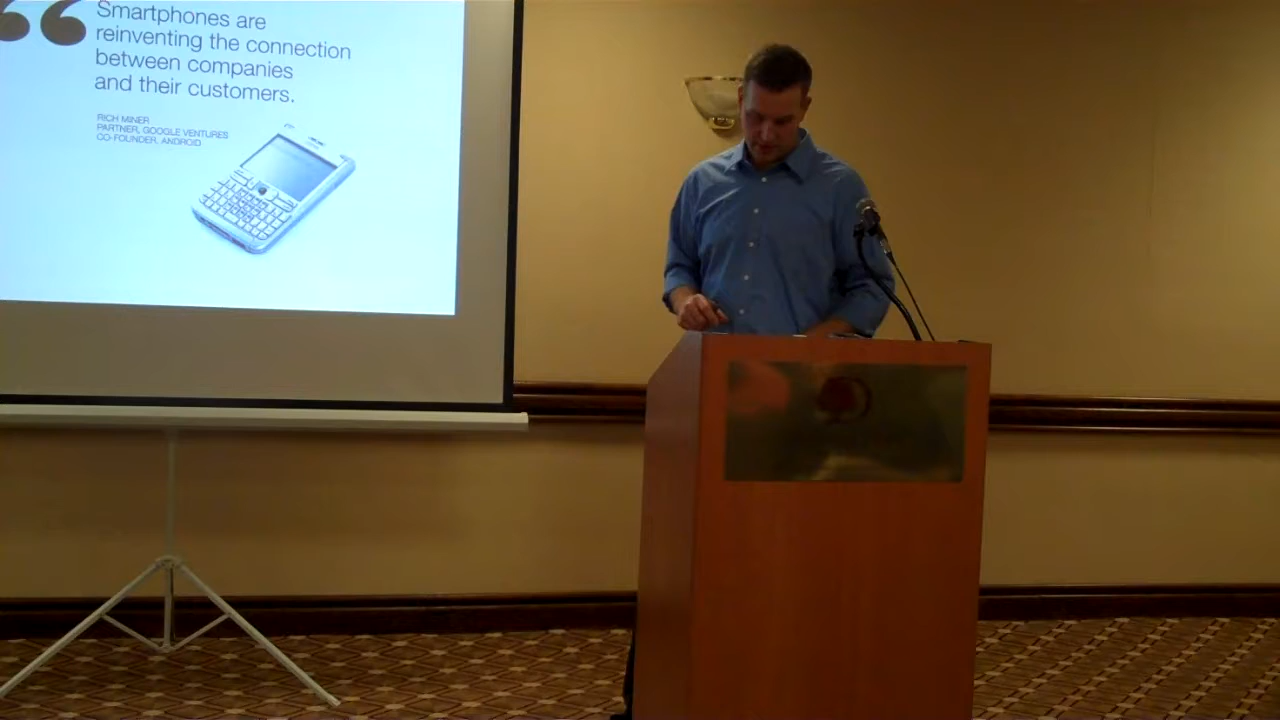 “
Smartphones are
reinventing the connection
between companies
and their customers.
RICH MINER
PARTNER, GOOGLE VENTURES
CO-FOUNDER, ANDROID